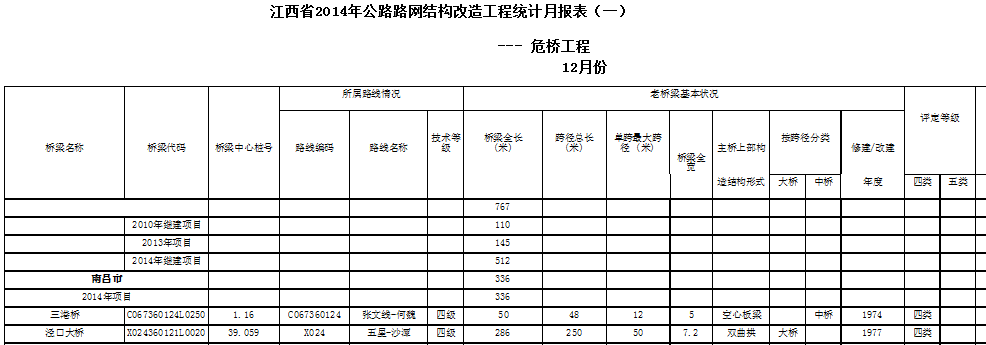 江西省2014年公路路网结构改造工程统计月报表（一）
--- 危桥工程
12月份
所属路线情况 老桥梁基本状况 评定等级
桥梁名称 桥梁代码 桥梁中心桩号 路线编码 路线名称 技术等级 桥梁全长(米) 跨径总长(米) 单跨最大跨径（米） 桥梁全宽 主桥上部构造结构形式 按跨径分类 修建/改建年度
大桥 中桥 四类 五类
767
2010年继建项目 110
2013年项目 145
2014年继建项目 512
南昌市 336
2014年项目 336
三港桥 C067360124L0250 1.16 C067360124 张文线-何魏 四级 50 48 12 5 空心板梁 中桥 1974 四类
泾口大桥 X024360121L0020 39.059 X024 五星-沙潭 四级 286 250 50 7.2 双曲拱 大桥 1977 四类